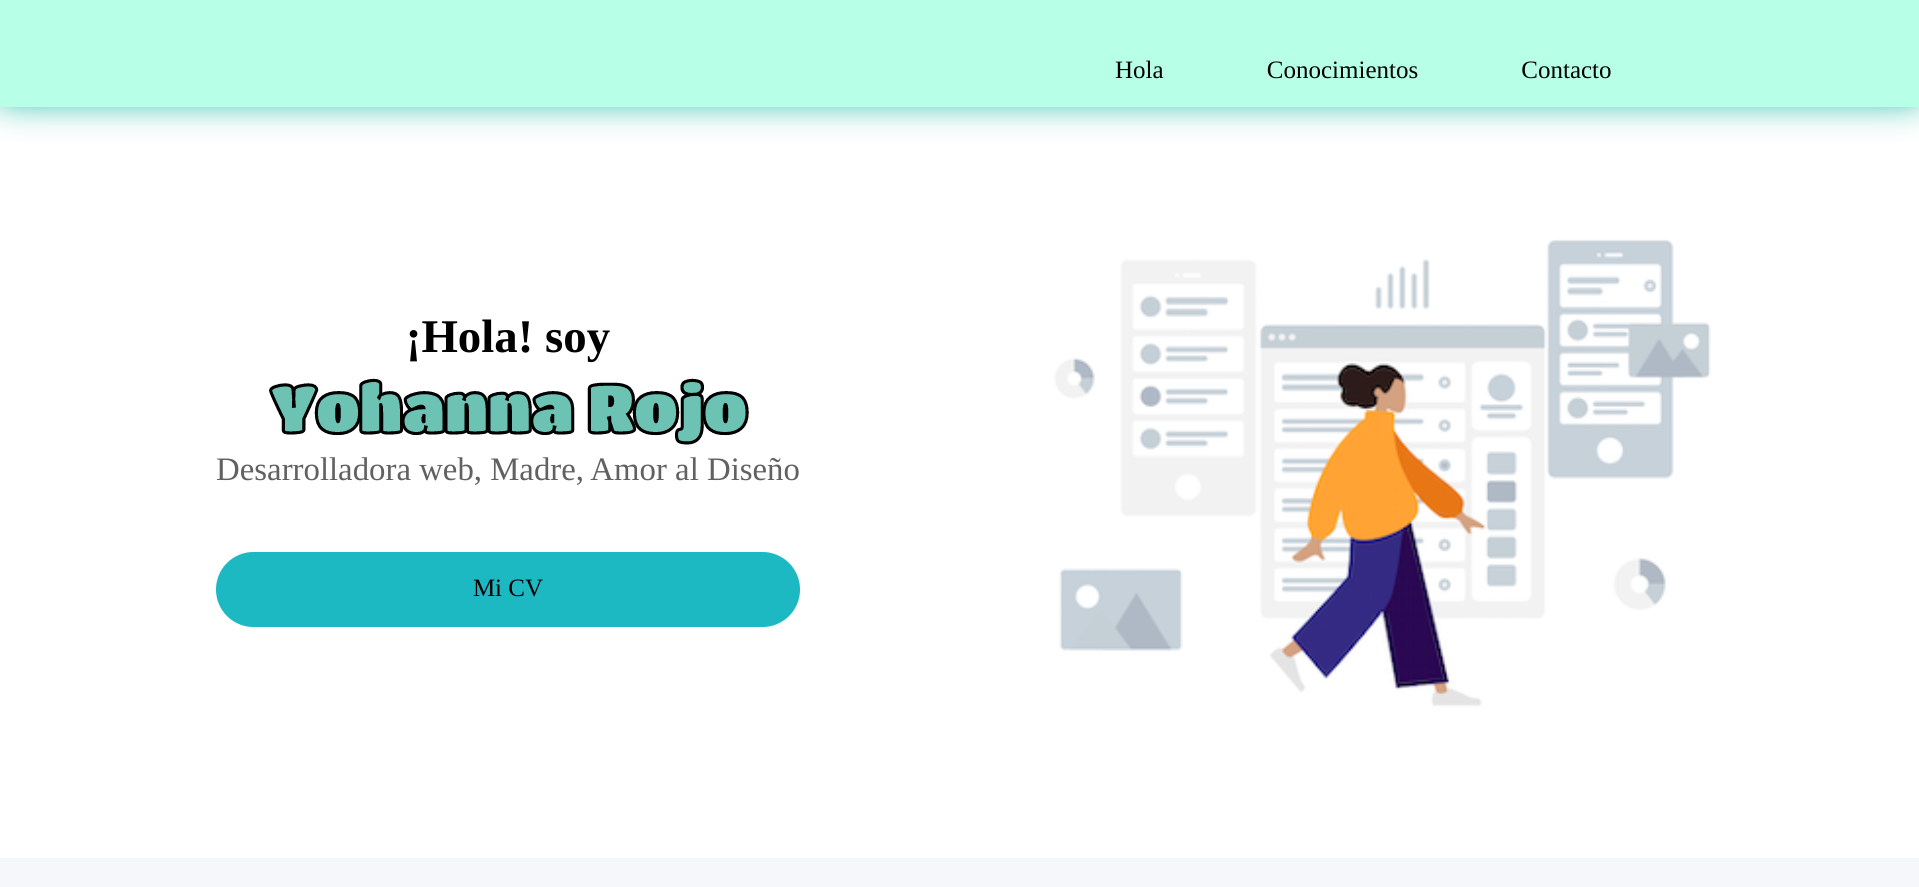 Hola Conocimientos Contacto
¡Hola! soy
Yohanna Rojo
Desarrolladora web, Madre, Amor al Diseño
Mi CV